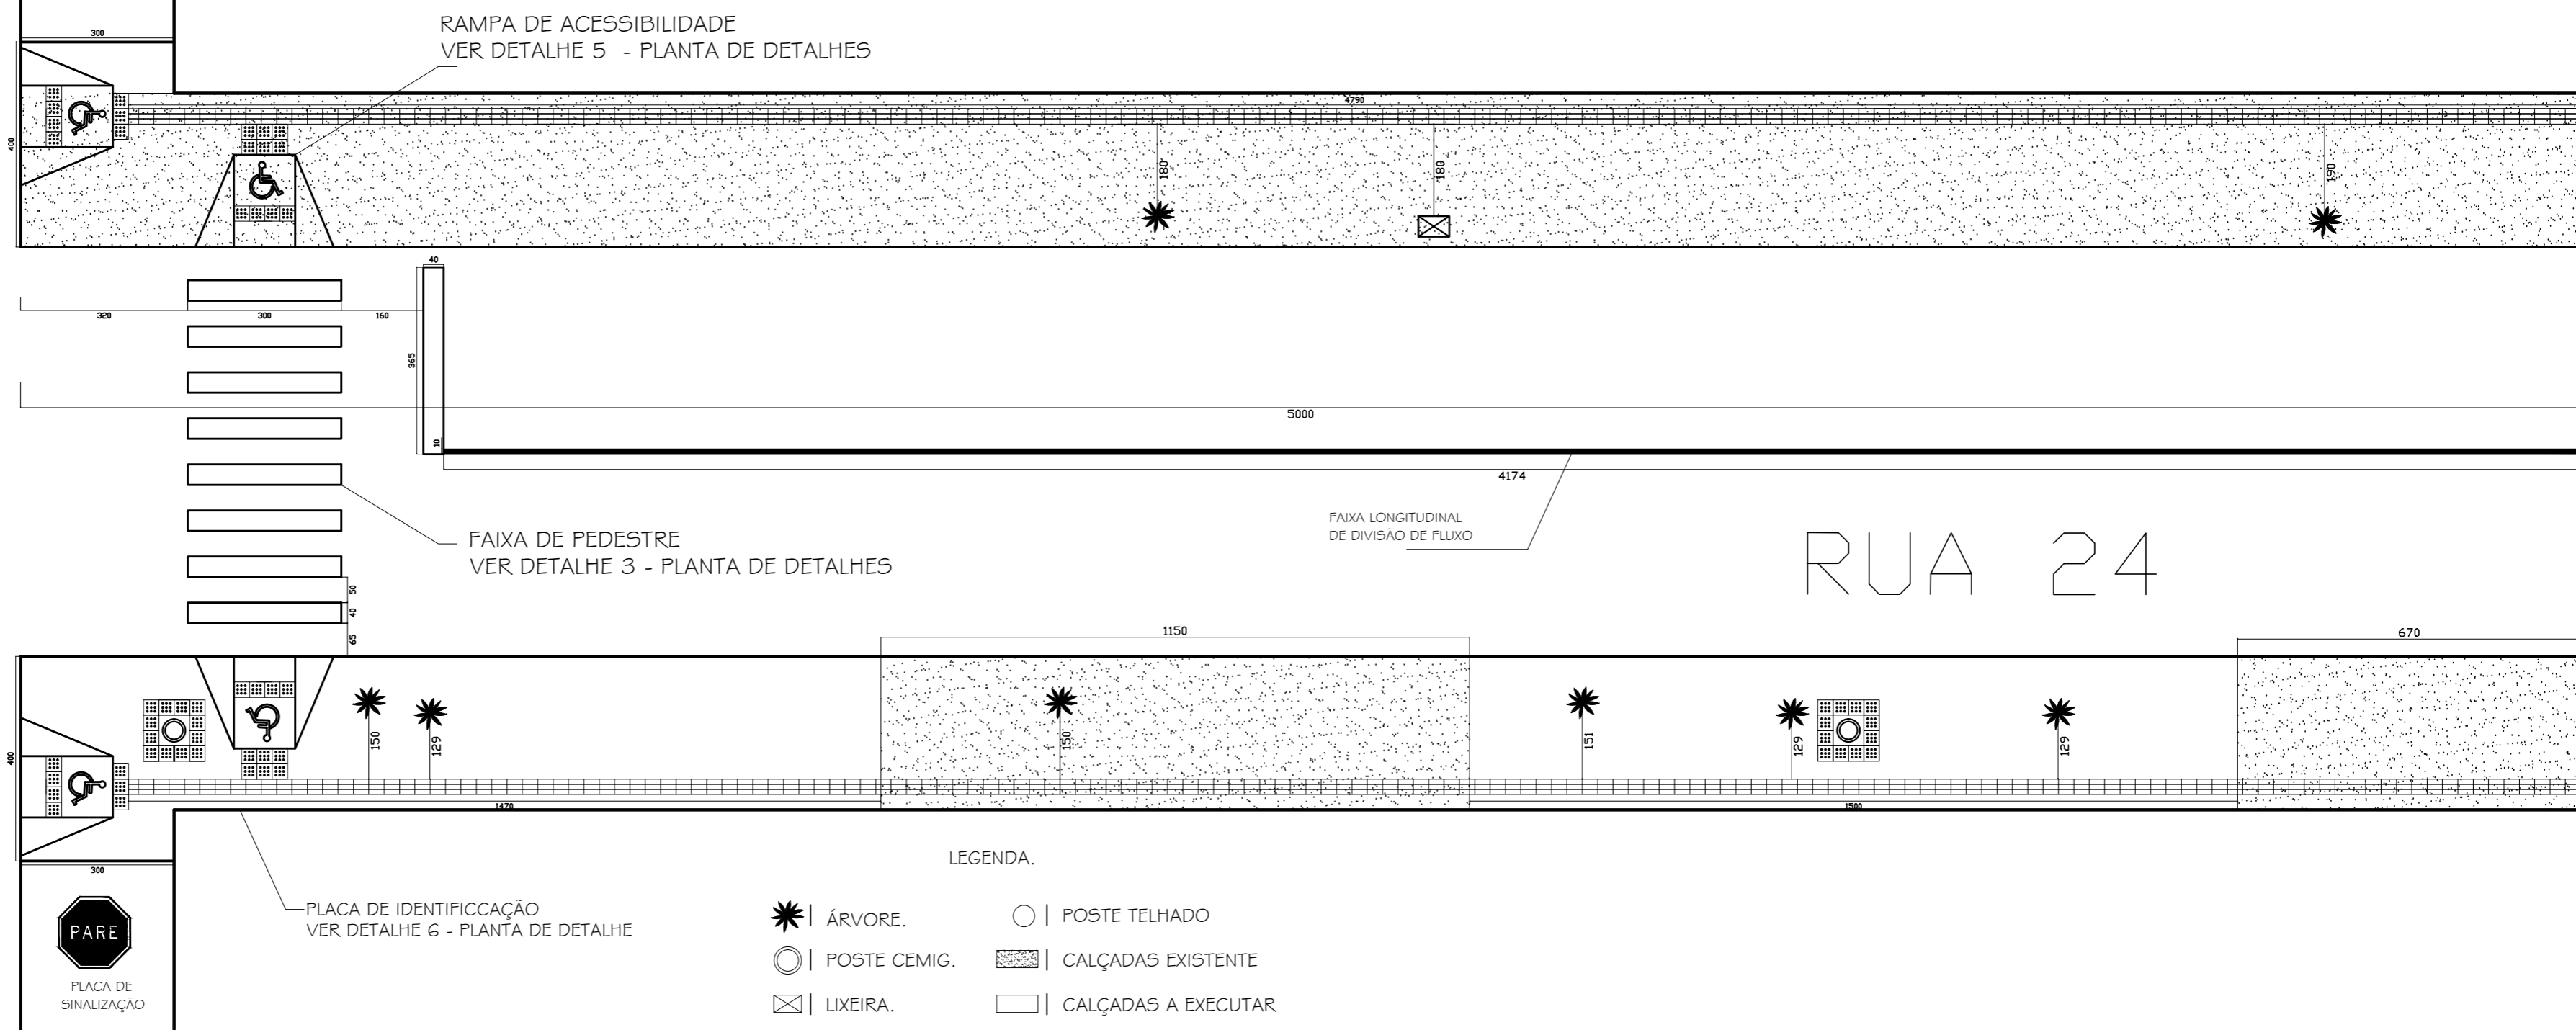 RAMPA DE ACESSIBILIDADE
VER DETALHE 5 - PLANTA DE DETALHES
300
400
4790
180
180
190
40
320
300
160
365
5000
10
4174
FAIXA LONGITUDINAL
DE DIVISÃO DE FLUXO
RUA 24
FAIXA DE PEDESTRE
VER DETALHE 3 - PLANTA DE DETALHES
50
40
65
1150
670
150
129
150
151
129
129
400
1470
1500
300
LEGENDA.
PLACA DE IDENTIFICCAÇÃO
VER DETALHE 6 - PLANTA DE DETALHE
PARE
PLACA DE
SINALIZAÇÃO
ÁRVORE.
POSTE TELHADO
POSTE CEMIG.
CALÇADAS EXISTENTE
LIXEIRA.
CALÇADAS A EXECUTAR